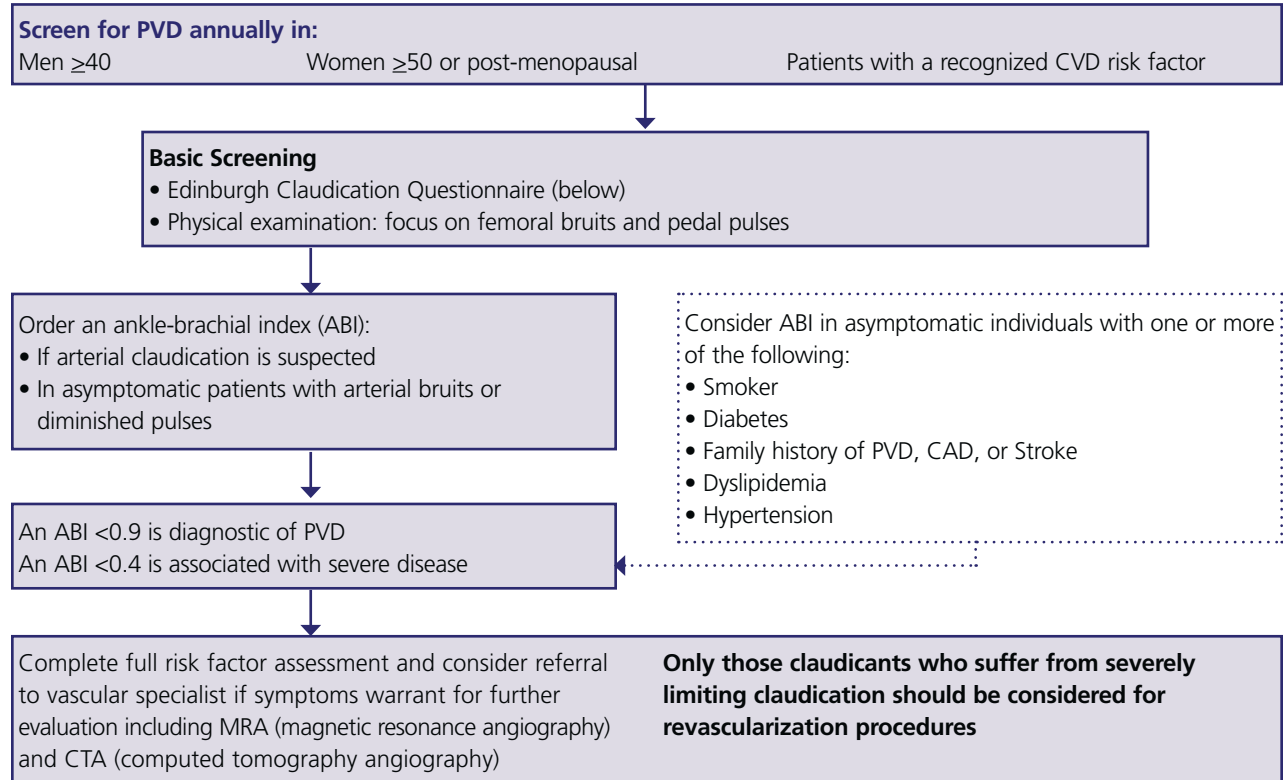 Screen for PVD annually in:
Men ≥40 Women ≥50 or post-menopausal Patients with a recognized CVD risk factor
Basic Screening
• Edinburgh Claudication Questionnaire (below)
• Physical examination: focus on femoral bruits and pedal pulses
Order an ankle-brachial index (ABI):
• If arterial claudication is suspected
• In asymptomatic patients with arterial bruits or
diminished pulses
Consider ABI in asymptomatic individuals with one or more
of the following:
• Smoker
• Diabetes
• Family history of PVD, CAD, or Stroke
• Dyslipidemia
• Hypertension
An ABI <0.9 is diagnostic of PVD
An ABI <0.4 is associated with severe disease
Complete full risk factor assessment and consider referral
to vascular specialist if symptoms warrant for further
evaluation including MRA (magnetic resonance angiography)
and CTA (computed tomography angiography)
Only those claudicants who suffer from severely
limiting claudication should be considered for
revascularization procedures